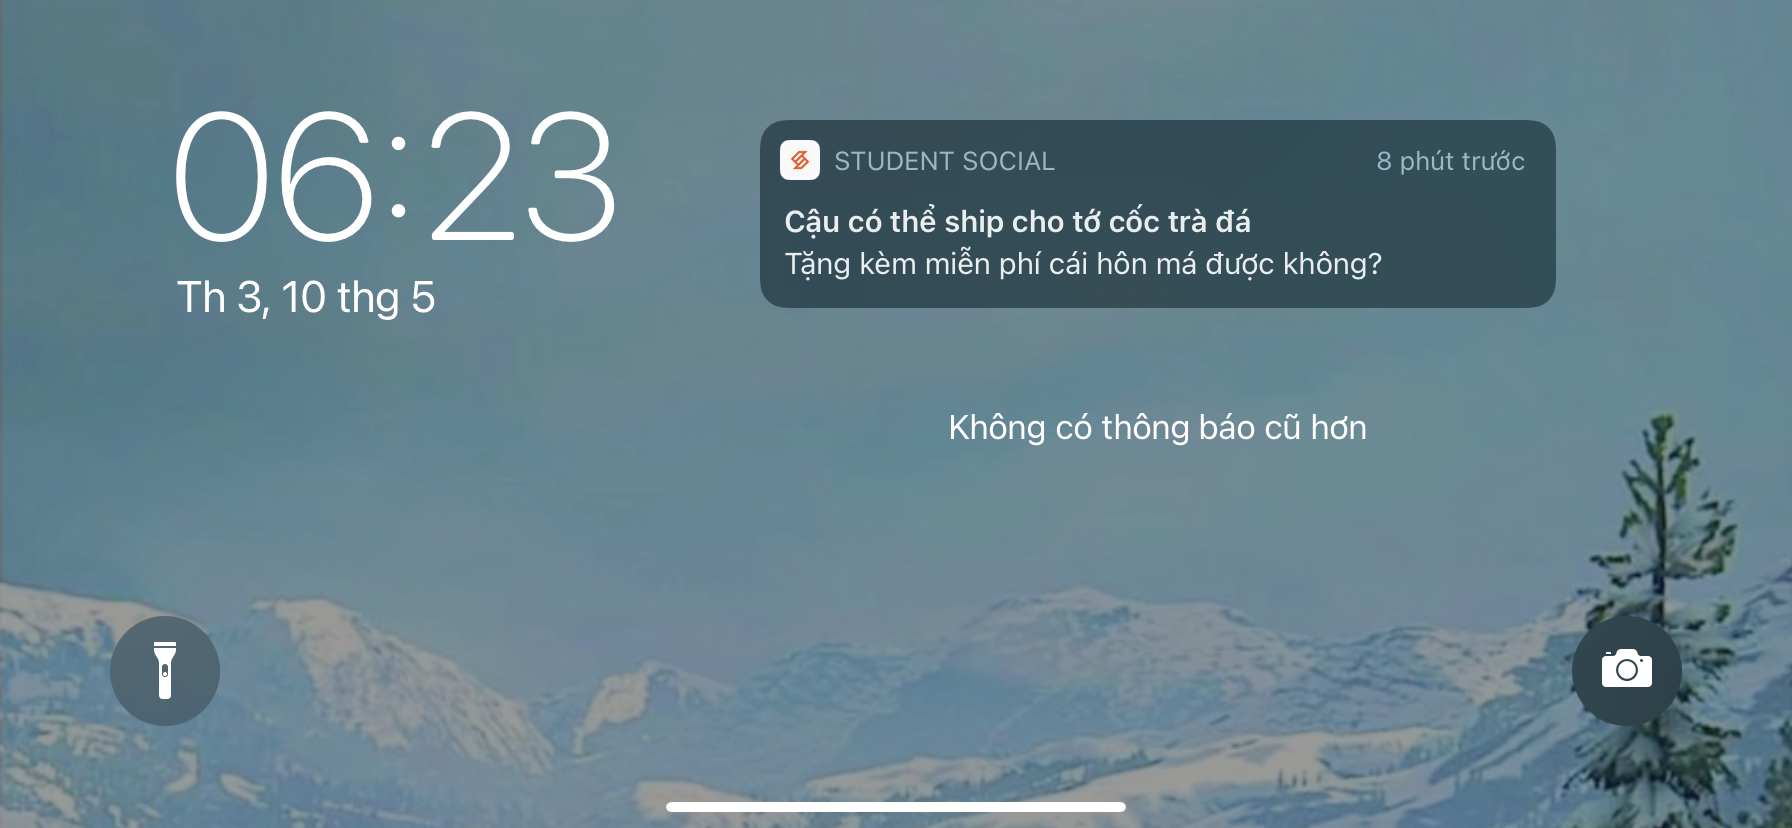 06:23
Th 3, 10 thg 5
STUDENT SOCIAL
8 phút trước
Cậu có thể ship cho tớ cốc trà đá
Tặng kèm miễn phí cái hôn má được không?
Không có thông báo cũ hơn